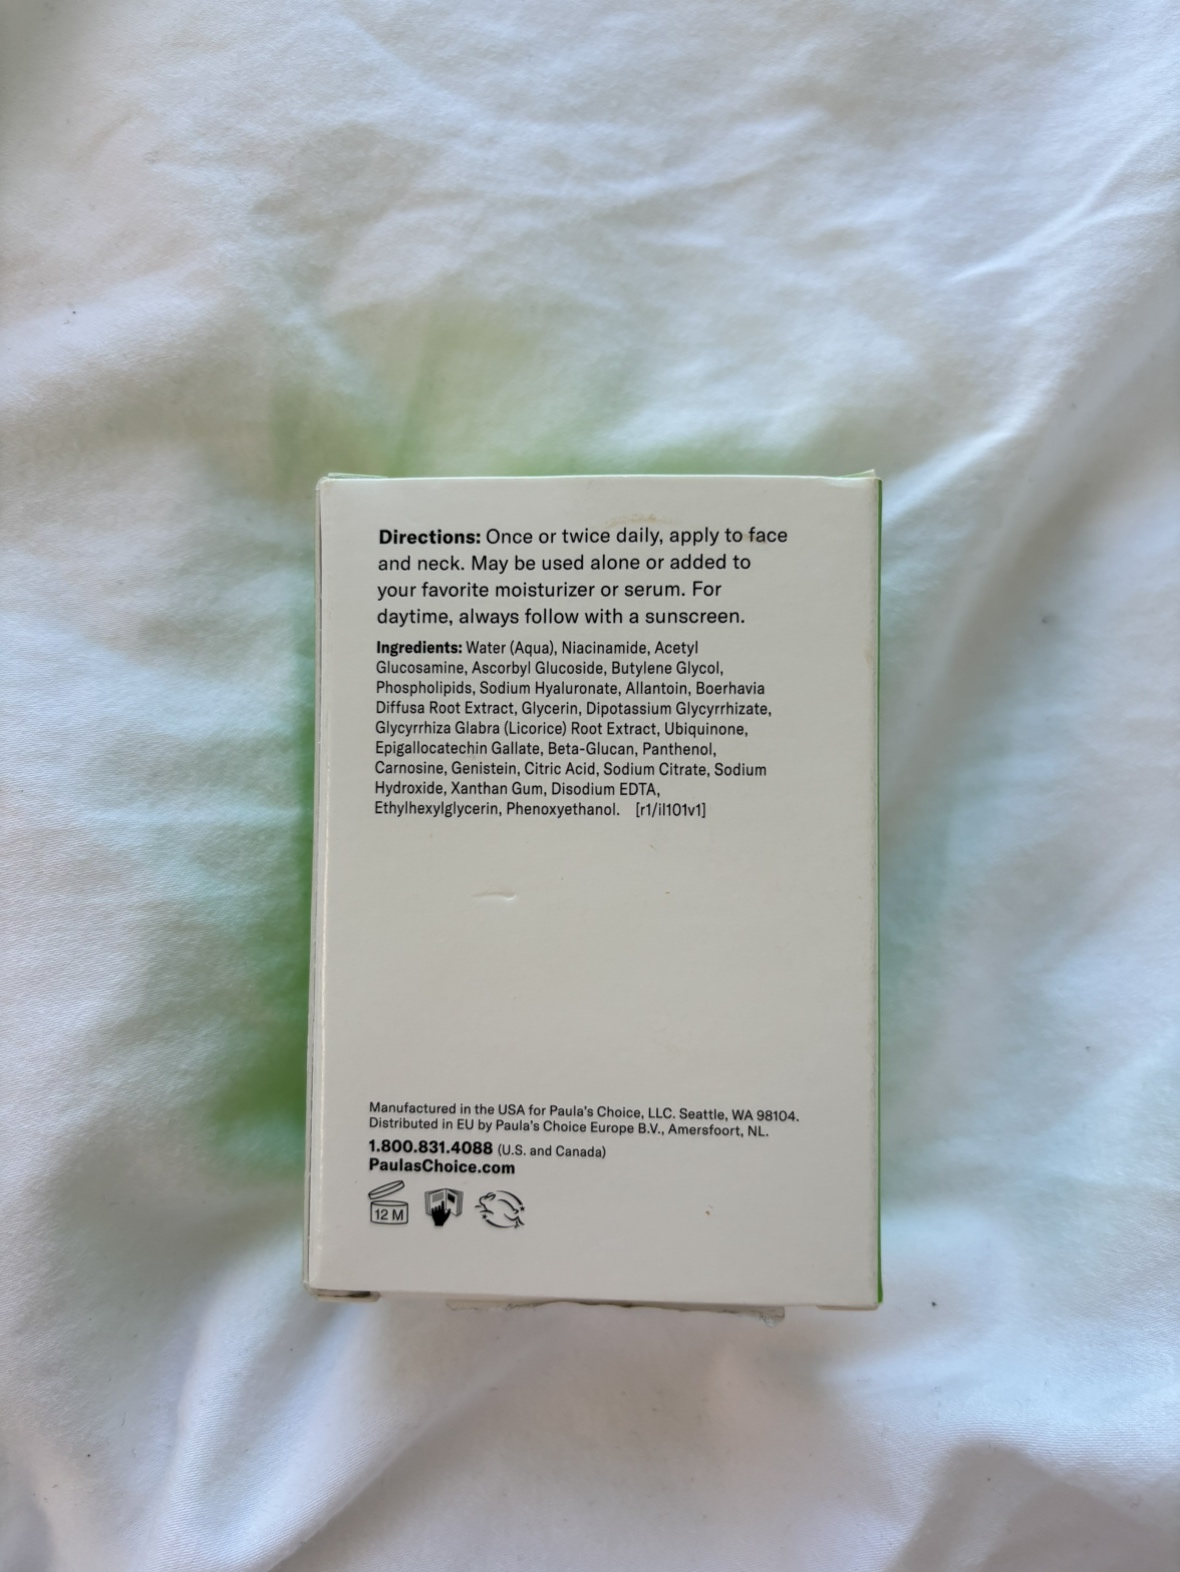 Directions: Once or twice daily, apply to face
and neck. May be used alone or added to
your favorite moisturizer or serum. For
daytime, always follow with a sunscreen.
Ingredients: Water (Aqua), Niacinamide, Acetyl
Glucosamine, Ascorbyl Glucoside, Butylene Glycol,
Phospholipids, Sodium Hyaluronate, Allantoin, Boerhavia
Diffusa Root Extract, Glycerin, Dipotassium Glycyrrhizate,
Glycyrrhiza Glabra (Licorice) Root Extract, Ubiquinone,
Epigallocatechin Gallate, Beta-Glucan, Panthenol,
Carnosine, Genistein, Citric Acid, Sodium Citrate, Sodium
Hydroxide, Xanthan Gum, Disodium EDTA,
Ethylhexylglycerin, Phenoxyethanol. [r1/il101v1]
Manufactured in the USA for Paula's Choice, LLC. Seattle, WA 98104.
Distributed in EU by Paula's Choice Europe B.V., Amersfoort, NL.
1.800.831.4088 (U.S. and Canada)
PaulasChoice.com
12 M